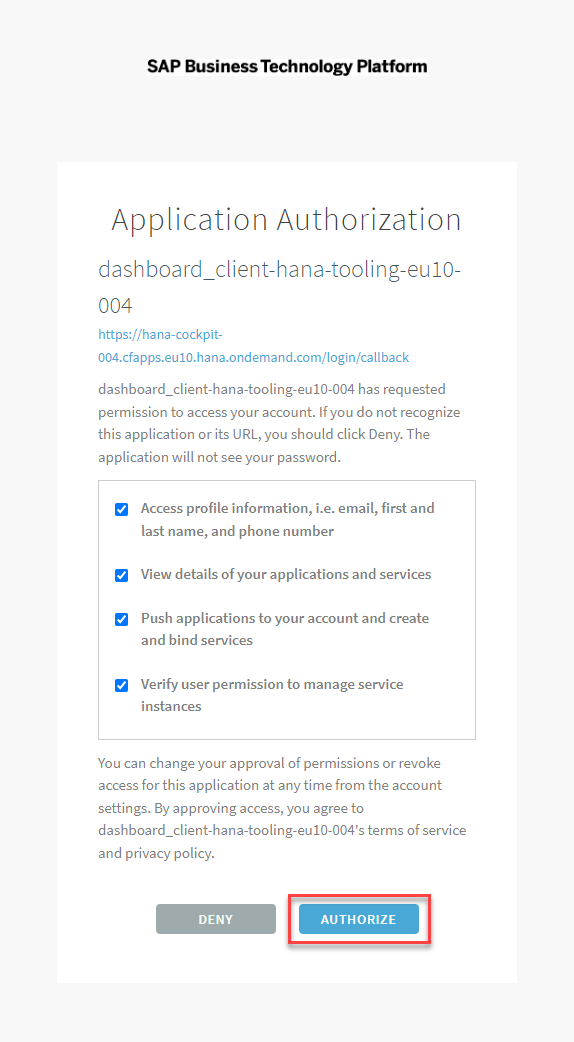 SAP Business Technology Platform
Application Authorization
dashboard_client-hana-tooling-eu10-
004
https://hana-cockpit-
004.cfapps.eu10.hana.ondemand.com/login/callback
dashboard_client-hana-tooling-eu10-004 has requested
permission to access your account. If you do not recognize
this application or its URL, you should click Deny. The
application will not see your password.
Access profile information, i.e. email, first and
last name, and phone number
View details of your applications and services
Push applications to your account and create
and bind services
Verify user permission to manage service
instances
You can change your approval of permissions or revoke
access for this application at any time from the account
settings. By approving access, you agree to
dashboard_client-hana-tooling-eu10-004's terms of service
and privacy policy.
DENY
AUTHORIZE